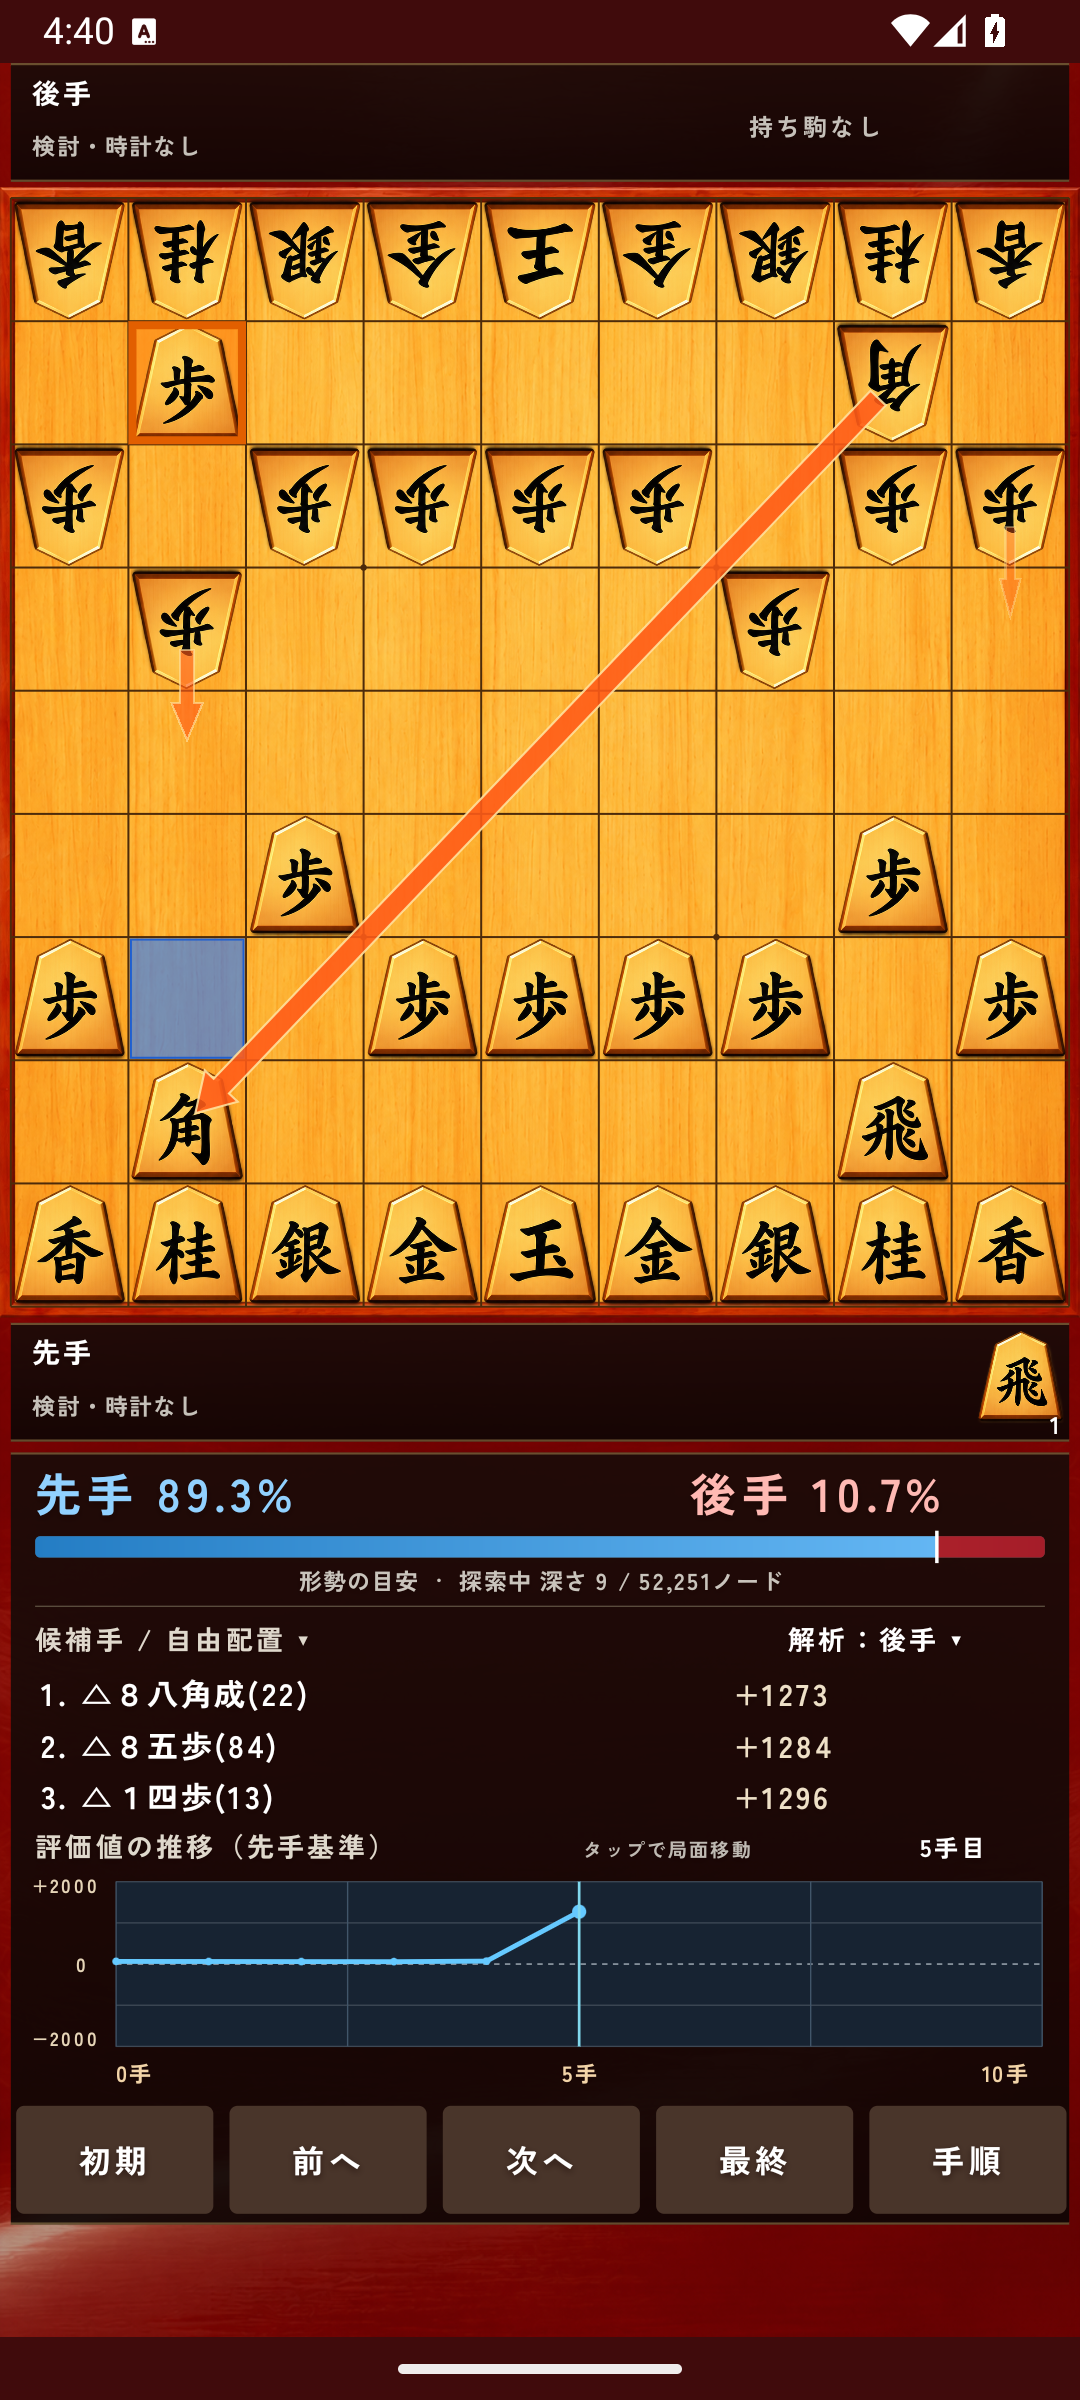 4:40 A
後手
検討・時計なし
持ち駒なし
香 桂 銀 金 王 金 銀 桂 香
歩 角
歩 歩 歩 歩 歩 歩 歩
歩 歩
歩 歩
歩 歩 歩 歩 歩 歩
角 飛
香 桂 銀 金 玉 金 銀 桂 香
先手
検討・時計なし
飛
1
先手 89.3% 後手 10.7%
形勢の目安 · 探索中 深さ 9 / 52,251ノード
候補手 / 自由配置 ▾ 解析：後手 ▾
1. △８八角成(22) +1273
2. △８五歩(84) +1284
3. △１四歩(13) +1296
評価値の推移（先手基準） タップで局面移動 5手目
+2000
0
−2000
0手 5手 10手
初期 前へ 次へ 最終 手順